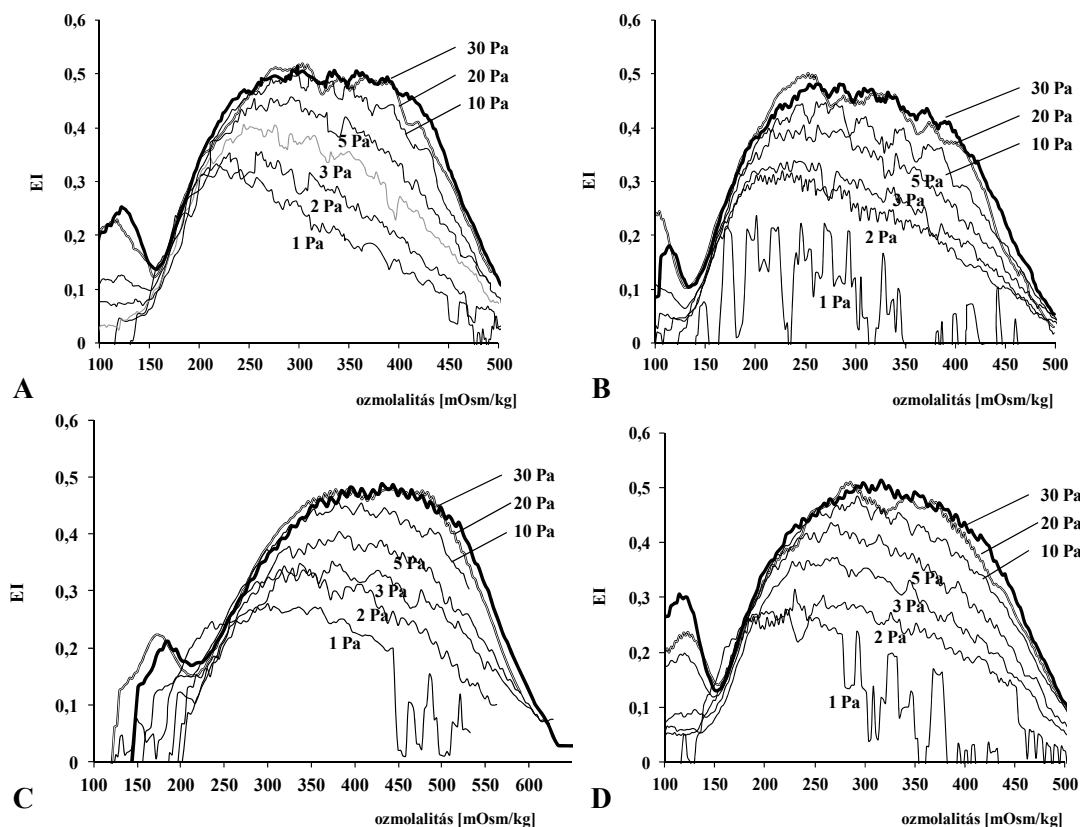 0,6
0,5
0,4
0,3
0,2
0,1
0
EI
30 Pa
20 Pa
10 Pa
5 Pa
3 Pa
2 Pa
1 Pa
100 150 200 250 300 350 400 450 500
A
ozmolalitás [mOsm/kg]
0,6
0,5
0,4
0,3
0,2
0,1
0
EI
30 Pa
20 Pa
10 Pa
5 Pa
3 Pa
2 Pa
1 Pa
100 150 200 250 300 350 400 450 500
B
ozmolalitás [mOsm/kg]
0,6
0,5
0,4
0,3
0,2
0,1
0
EI
30 Pa
20 Pa
10 Pa
5 Pa
3 Pa
2 Pa
1 Pa
100 150 200 250 300 350 400 450 500 550 600
C
ozmolalitás [mOsm/kg]
0,6
0,5
0,4
0,3
0,2
0,1
0
EI
30 Pa
20 Pa
10 Pa
5 Pa
3 Pa
2 Pa
1 Pa
100 150 200 250 300 350 400 450 500
D
ozmolalitás [mOsm/kg]